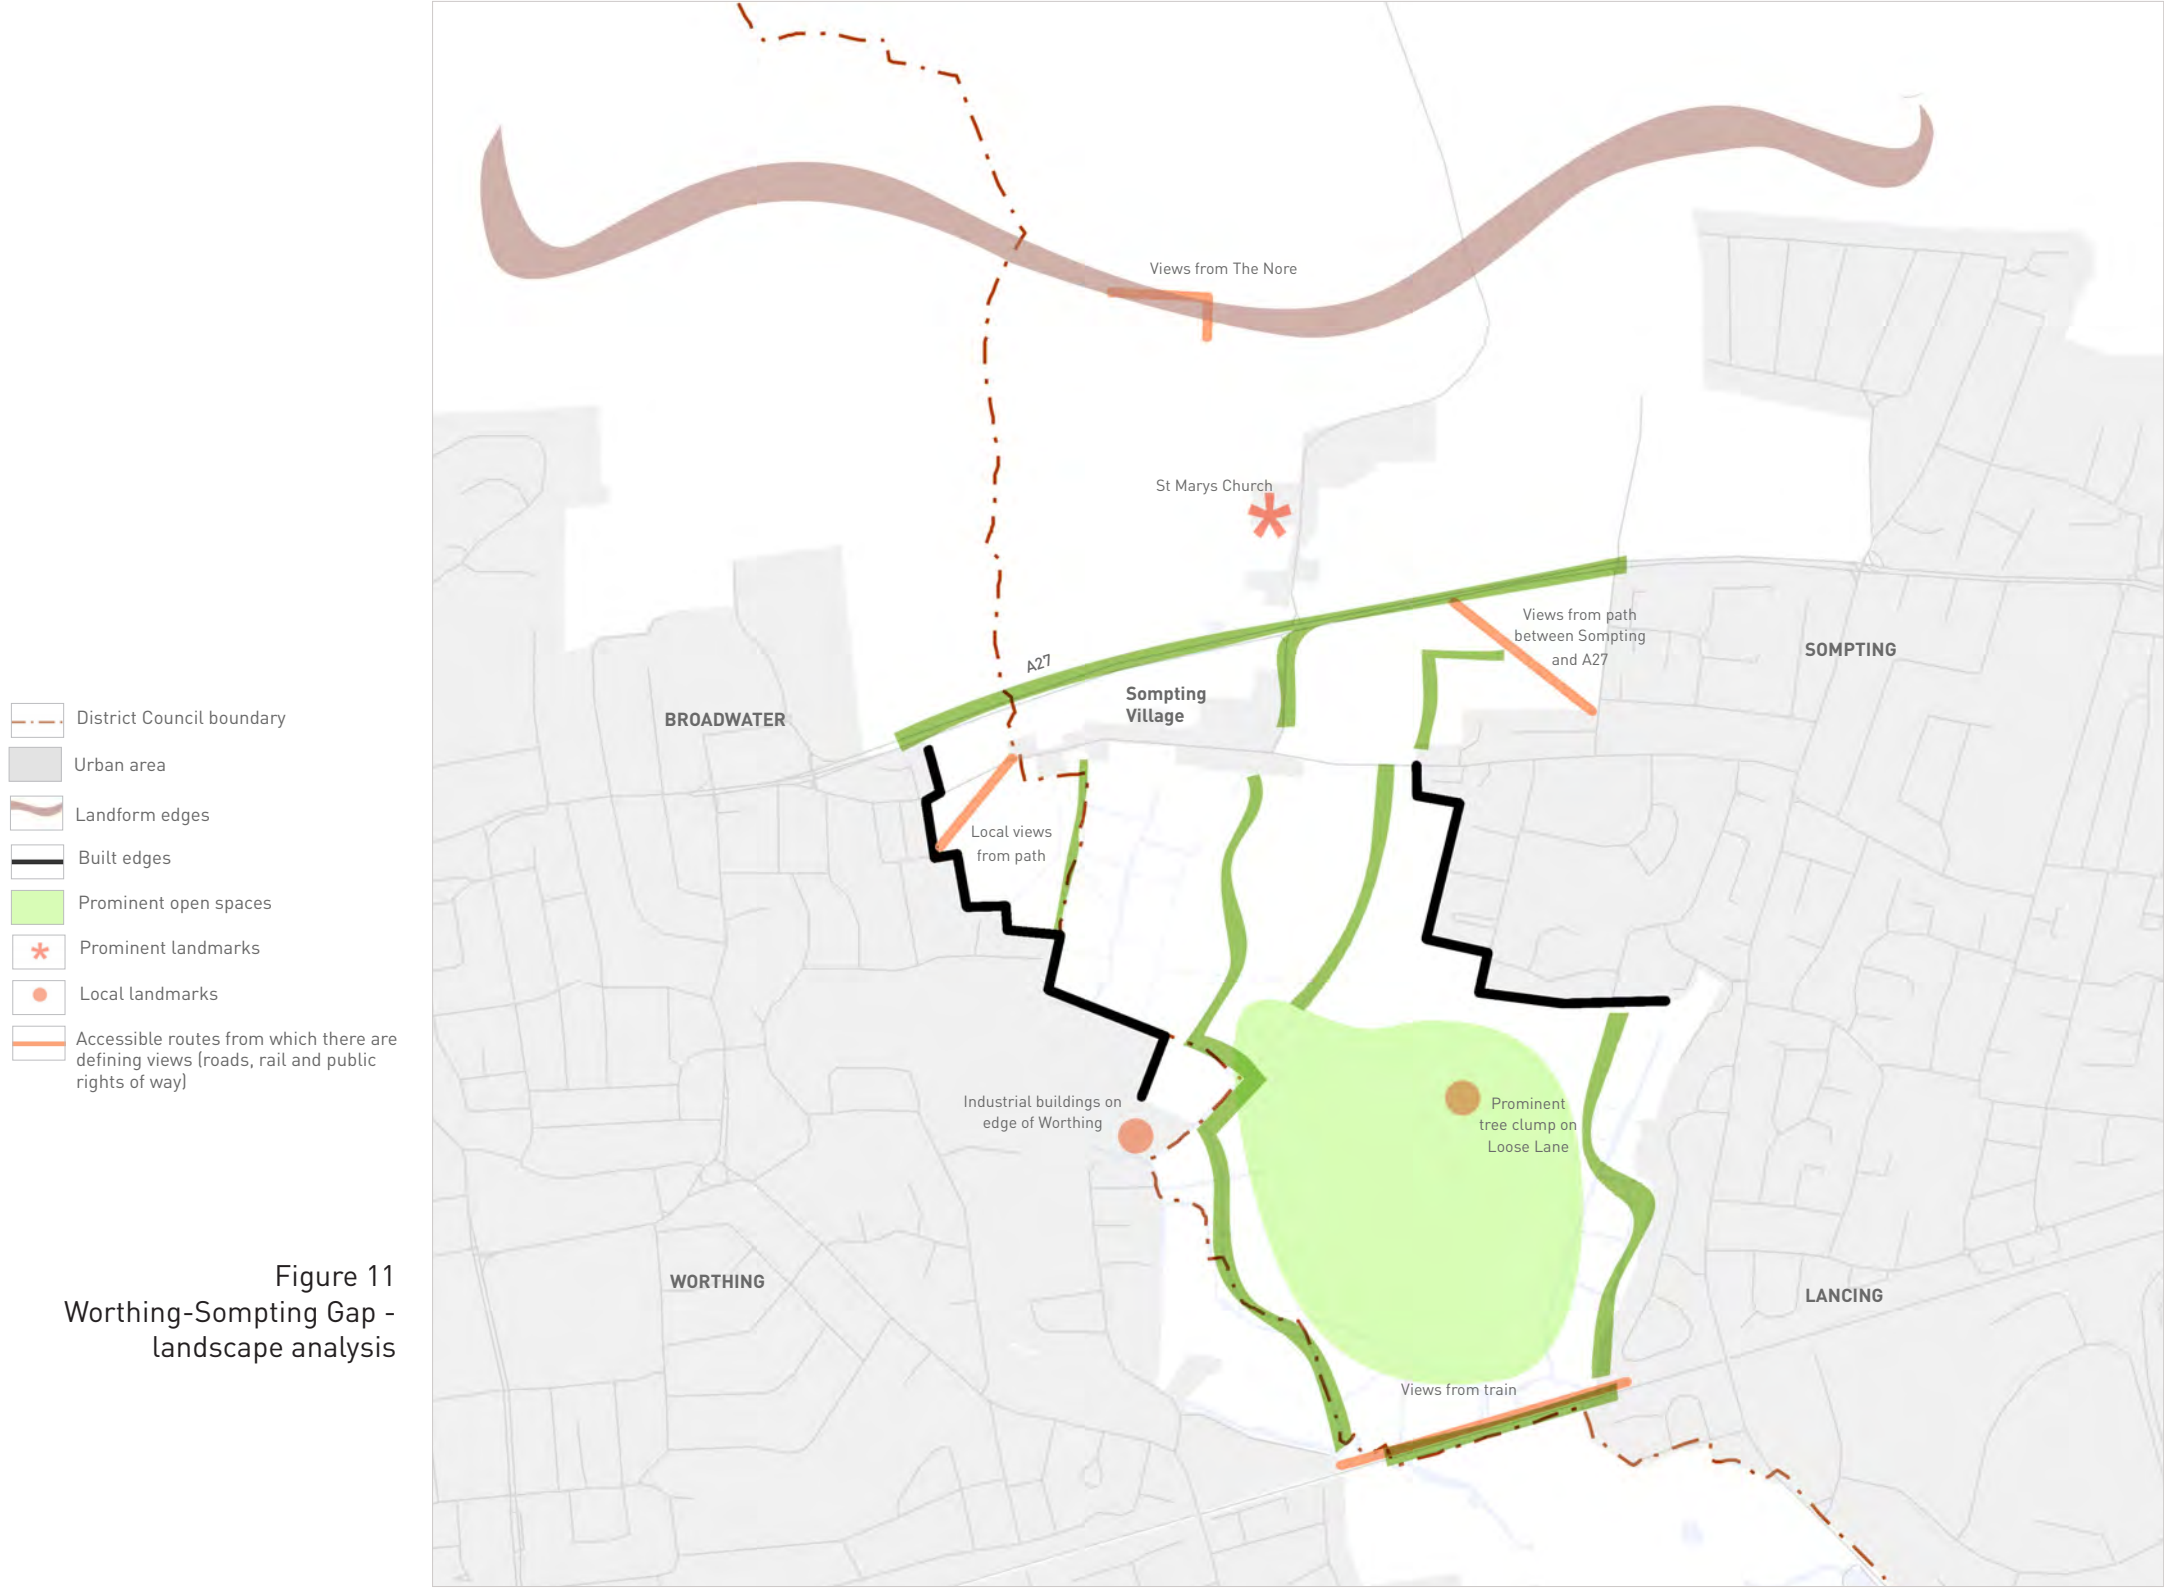 District Council boundary
Urban area
Landform edges
Built edges
Prominent open spaces
Prominent landmarks
Local landmarks
Accessible routes from which there are
defining views (roads, rail and public
rights of way)
Figure 11
Worthing-Sompting Gap -
landscape analysis
Views from The Nore
St Marys Church
A27
Views from path
between Sompting
and A27
SOMPTING
BROADWATER
Sompting
Village
Local views
from path
Industrial buildings on
edge of Worthing
Prominent
tree clump on
Loose Lane
WORTHING
LANCING
Views from train